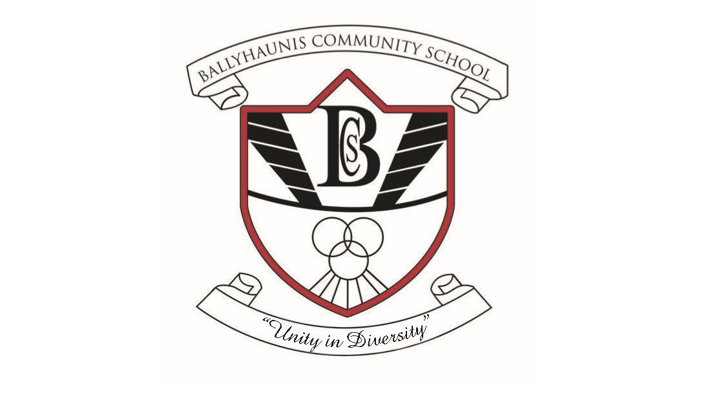 BALLYHAUNIS COMMUNITY SCHOOL
BCS
"Unity in Diversity"